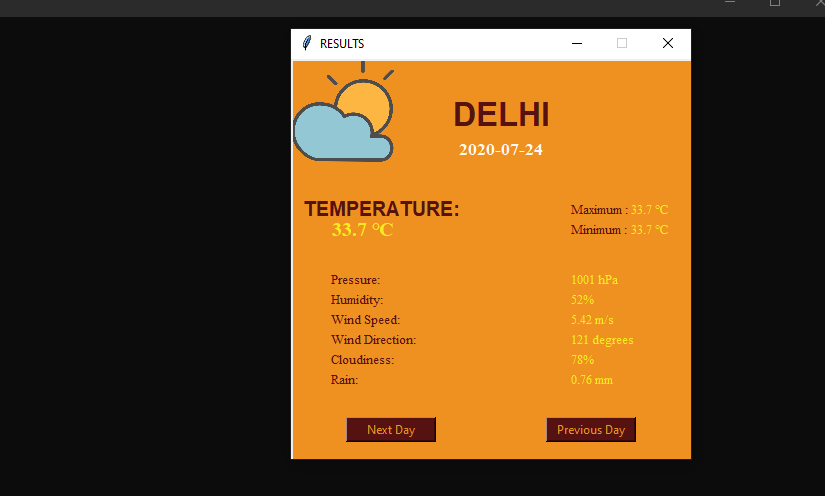 RESULTS
DELHI
2020-07-24
TEMPERATURE:
33.7 °C
Maximum : 33.7 °C
Minimum : 33.7 °C
Pressure: 1001 hPa
Humidity: 52%
Wind Speed: 5.42 m/s
Wind Direction: 121 degrees
Cloudiness: 78%
Rain: 0.76 mm
Next Day Previous Day